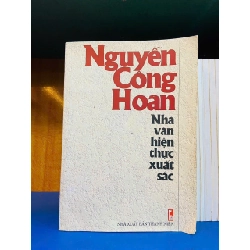 Nguyễn
Công
Hoan
Nhà
văn
hiện
thực
xuất
sắc